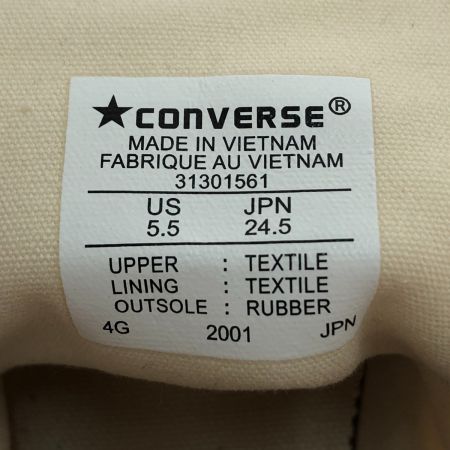 ★CONVERSE®
MADE IN VIETNAM
FABRIQUE AU VIETNAM
31301561
US JPN
5.5 24.5
UPPER : TEXTILE
LINING : TEXTILE
OUTSOLE : RUBBER
4G 2001 JPN